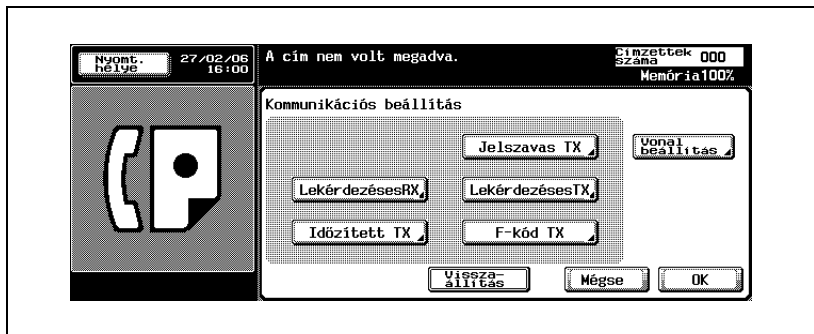 Nyomt.
helye
27/02/06
16:00
A cím nem volt megadva.
Címzettek
száma
000
Memória100%
Kommunikációs beállítás
Jelszavas TX
Vonal
beállítás
LekérdezésesRX
LekérdezésesTX
Időzített TX
F-kód TX
Vissza-
állítás
Mégse
OK